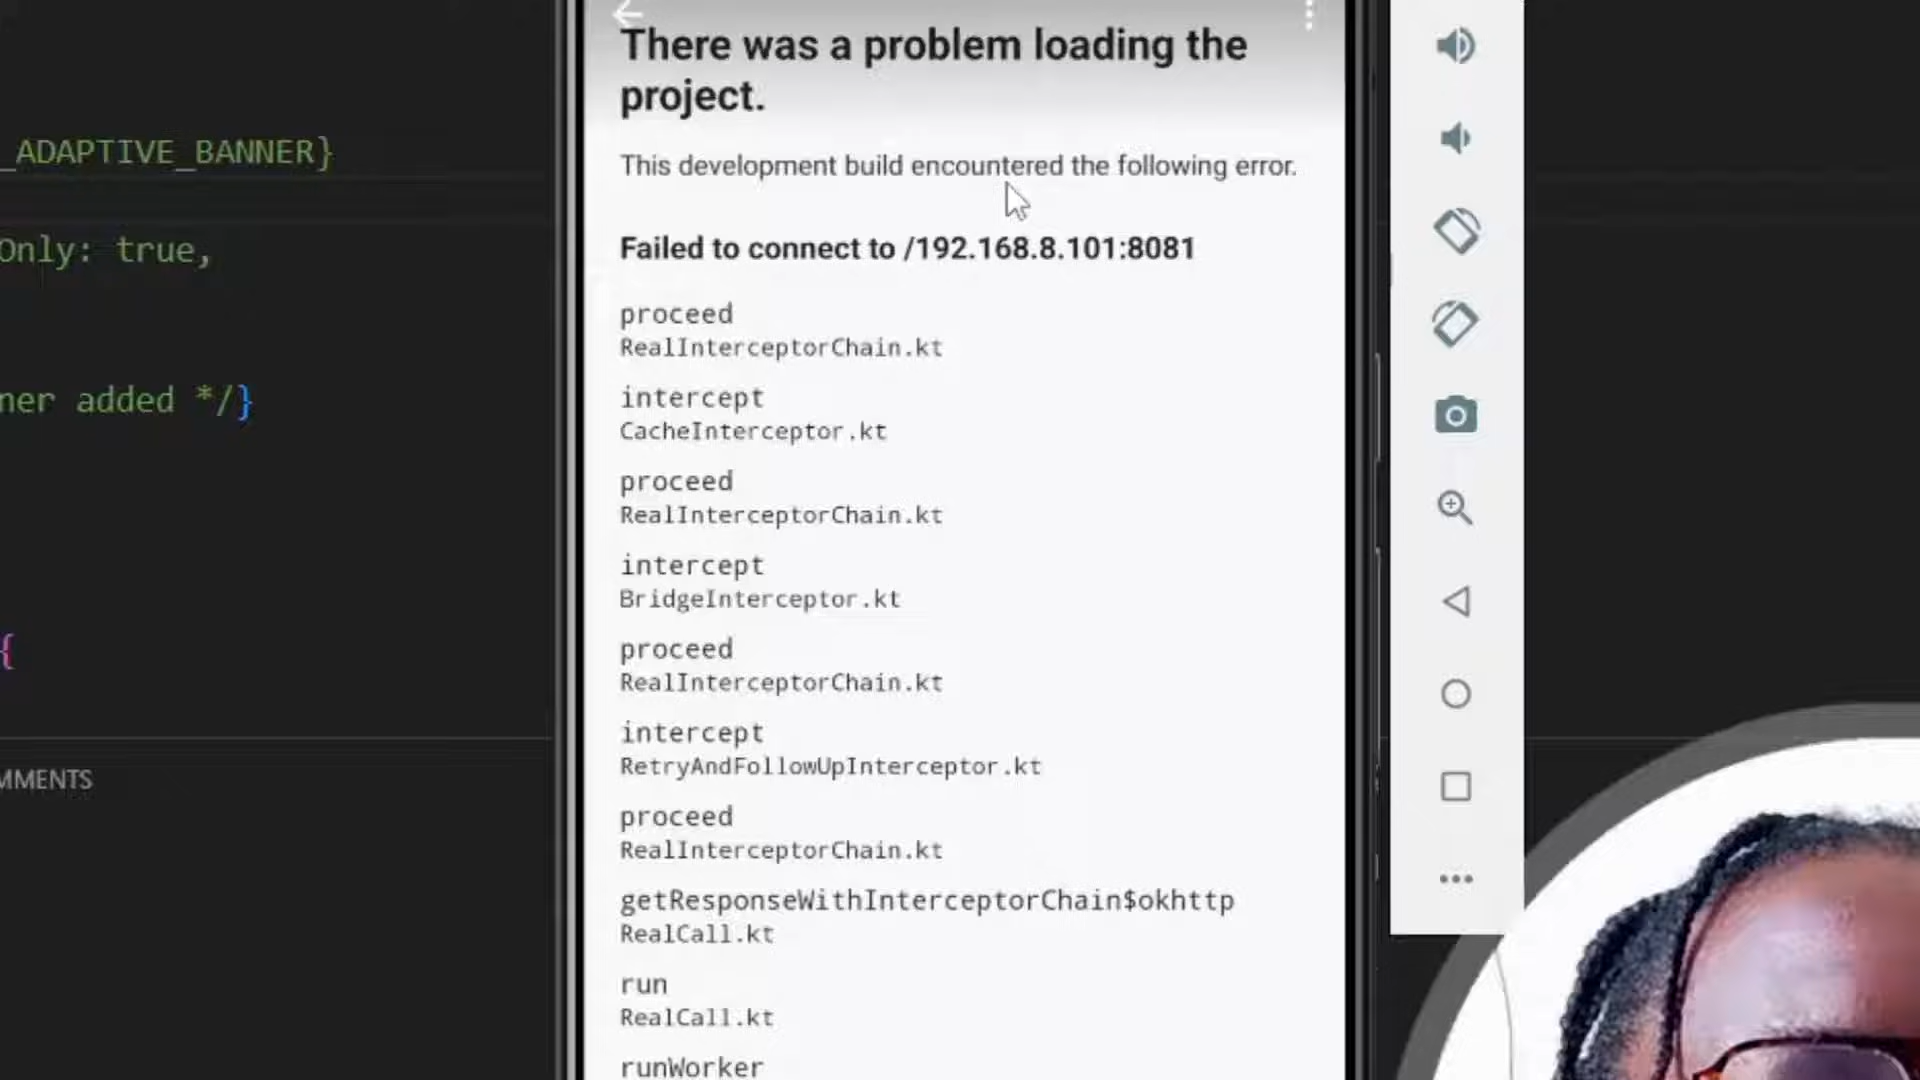 _ADAPTIVE_BANNER}
Only: true,
ner added */}
{
MMENTS
There was a problem loading the
project.
This development build encountered the following error.
Failed to connect to /192.168.8.101:8081
proceed
RealInterceptorChain.kt
intercept
CacheInterceptor.kt
proceed
RealInterceptorChain.kt
intercept
BridgeInterceptor.kt
proceed
RealInterceptorChain.kt
intercept
RetryAndFollowUpInterceptor.kt
proceed
RealInterceptorChain.kt
getResponseWithInterceptorChain$okhttp
RealCall.kt
run
RealCall.kt
runWorker